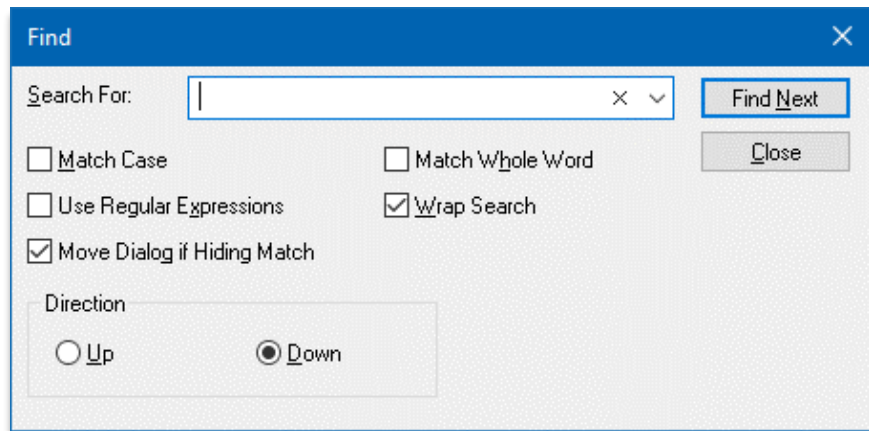 Find
Search For:
Find Next
Match Case
Match Whole Word
Close
Use Regular Expressions
Wrap Search
Move Dialog if Hiding Match
Direction
Up
Down